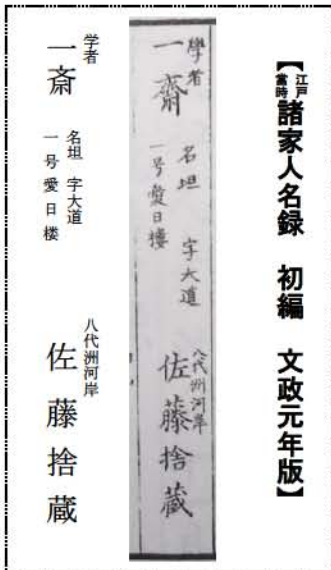 【江戸當時諸家人名録 初編 文政元年版】
學者
一齋
名坦 字大道
一号愛日樓
八代洲河岸
佐藤捨藏
学者
一斎
名坦 字大道
一号愛日楼
八代洲河岸
佐藤捨蔵